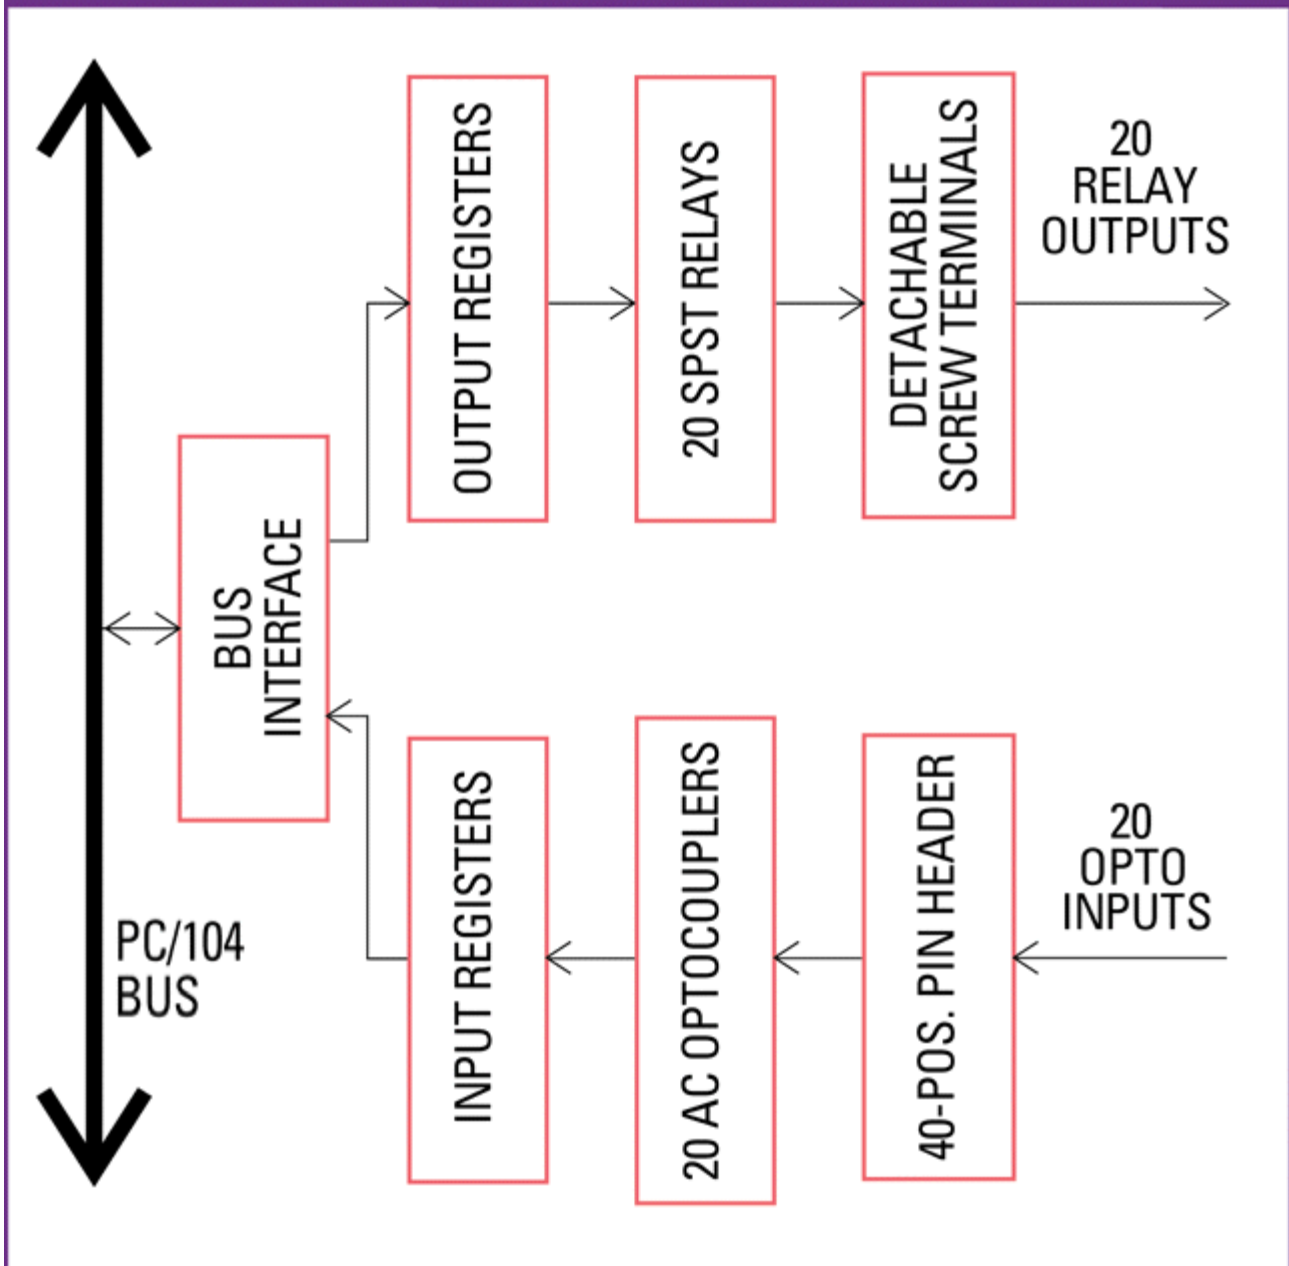 OUTPUT REGISTERS
20 SPST RELAYS
DETACHABLE
SCREW TERMINALS
20
RELAY
OUTPUTS
BUS
INTERFACE
PC/104
BUS
INPUT REGISTERS
20 AC OPTOCOUPLERS
40-POS. PIN HEADER
20
OPTO
INPUTS